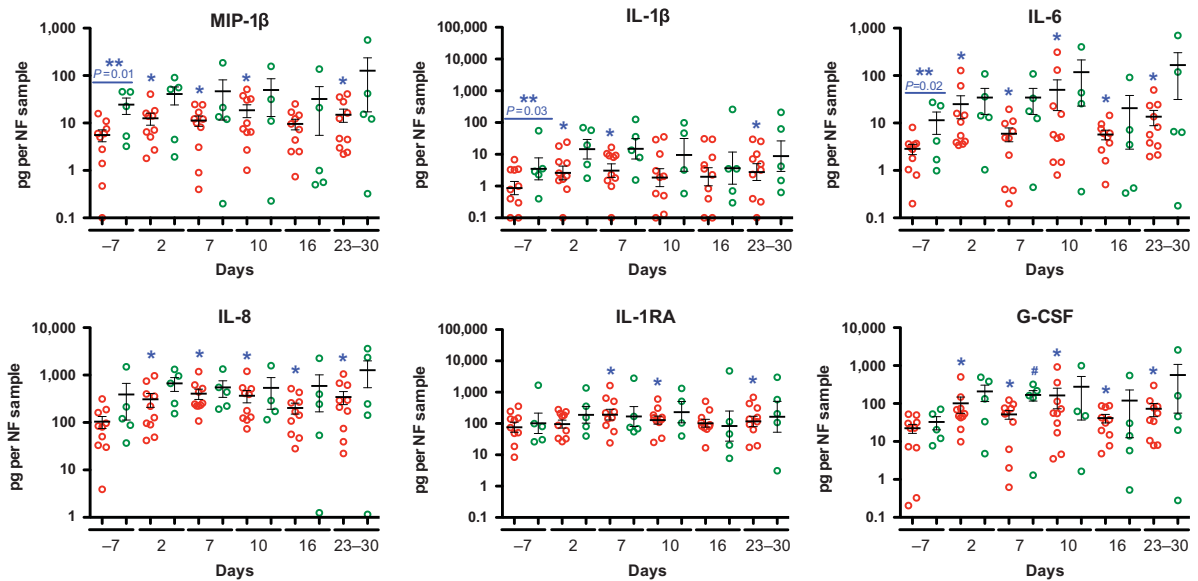 MIP-1β
pg per NF sample
1,000
100
10
1
0.1
**
P=0.01
*
*
*
*
–7 2 7 10 16 23–30
Days
IL-1β
pg per NF sample
100,000
10,000
1,000
100
10
1
0.1
**
P=0.03
*
*
*
–7 2 7 10 16 23–30
Days
IL-6
pg per NF sample
1,000
100
10
1
0.1
**
P=0.02
*
*
*
*
*
–7 2 7 10 16 23–30
Days
IL-8
pg per NF sample
10,000
1,000
100
10
1
*
*
*
*
*
–7 2 7 10 16 23–30
Days
IL-1RA
pg per NF sample
100,000
10,000
1,000
100
10
1
0.1
*
*
*
–7 2 7 10 16 23–30
Days
G-CSF
pg per NF sample
10,000
1,000
100
10
1
0.1
*
*
#
*
*
*
–7 2 7 10 16 23–30
Days